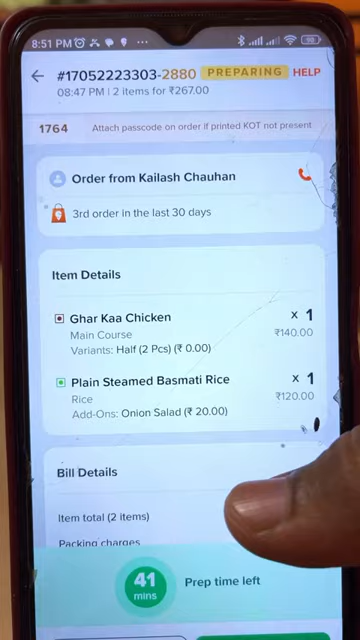 8:51 PM
#17052223303-2880 PREPARING HELP
08:47 PM | 2 items for ₹267.00
1764 Attach passcode on order if printed KOT not present
Order from Kailash Chauhan
3rd order in the last 30 days
Item Details
Ghar Kaa Chicken x 1
Main Course ₹140.00
Variants: Half (2 Pcs) (₹ 0.00)
Plain Steamed Basmati Rice x 1
Rice ₹120.00
Add-Ons: Onion Salad (₹ 20.00)
Bill Details
Item total (2 items)
Packing charges
41 mins Prep time left